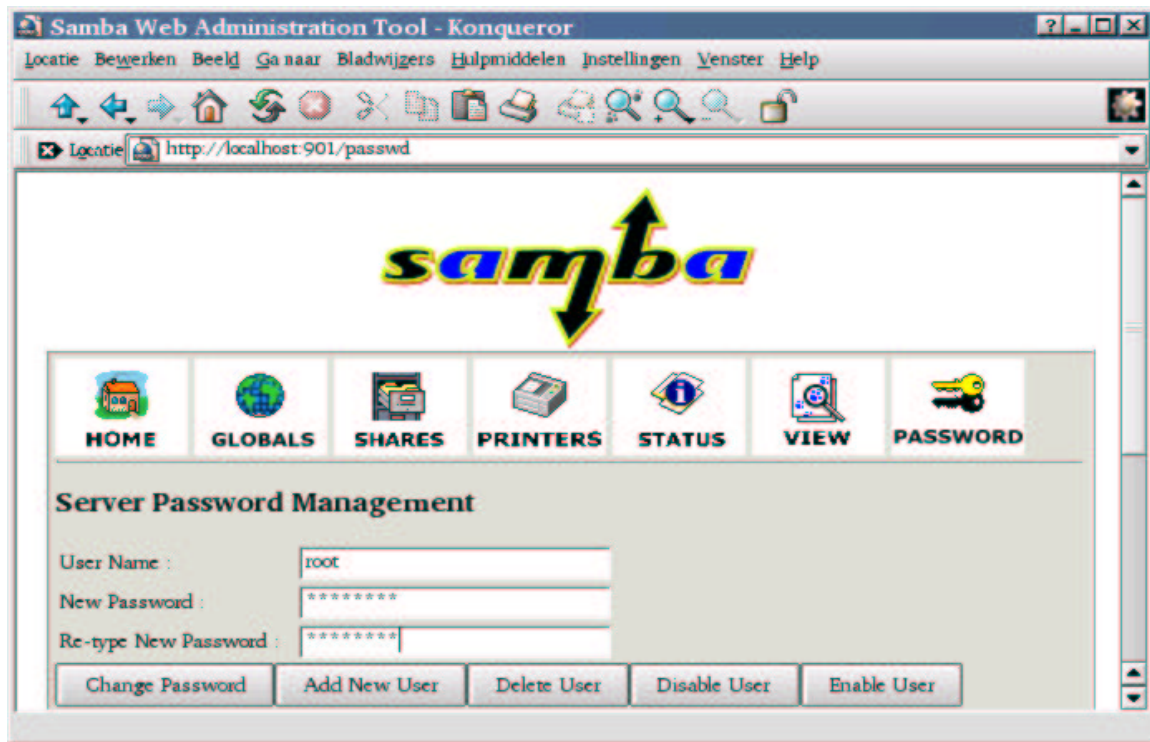 Samba Web Administration Tool - Konqueror
Locatie Bewerken Beeld Ga naar Bladwijzers Hulpmiddelen Instellingen Venster Help
Locatie http://localhost:901/passwd
samba
HOME GLOBALS SHARES PRINTERS STATUS VIEW PASSWORD
Server Password Management
User Name : root
New Password : ********
Re-type New Password : ********
Change Password Add New User Delete User Disable User Enable User